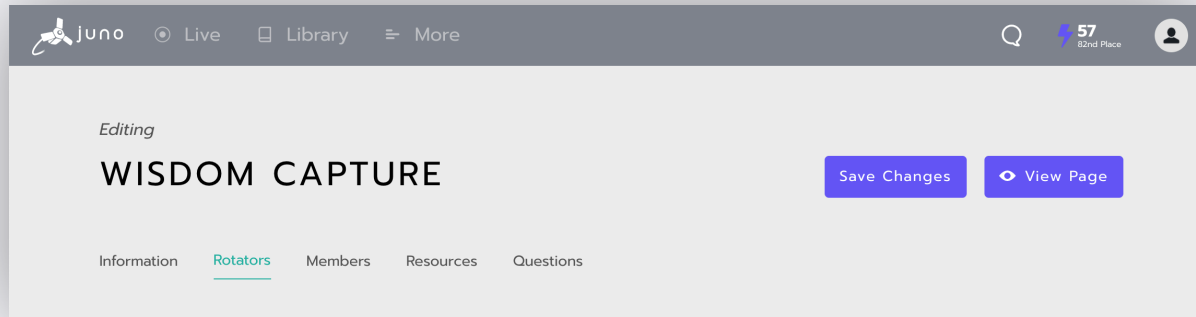 juno Live Library More 57
82nd Place
Editing
WISDOM CAPTURE
Save Changes View Page
Information Rotators Members Resources Questions